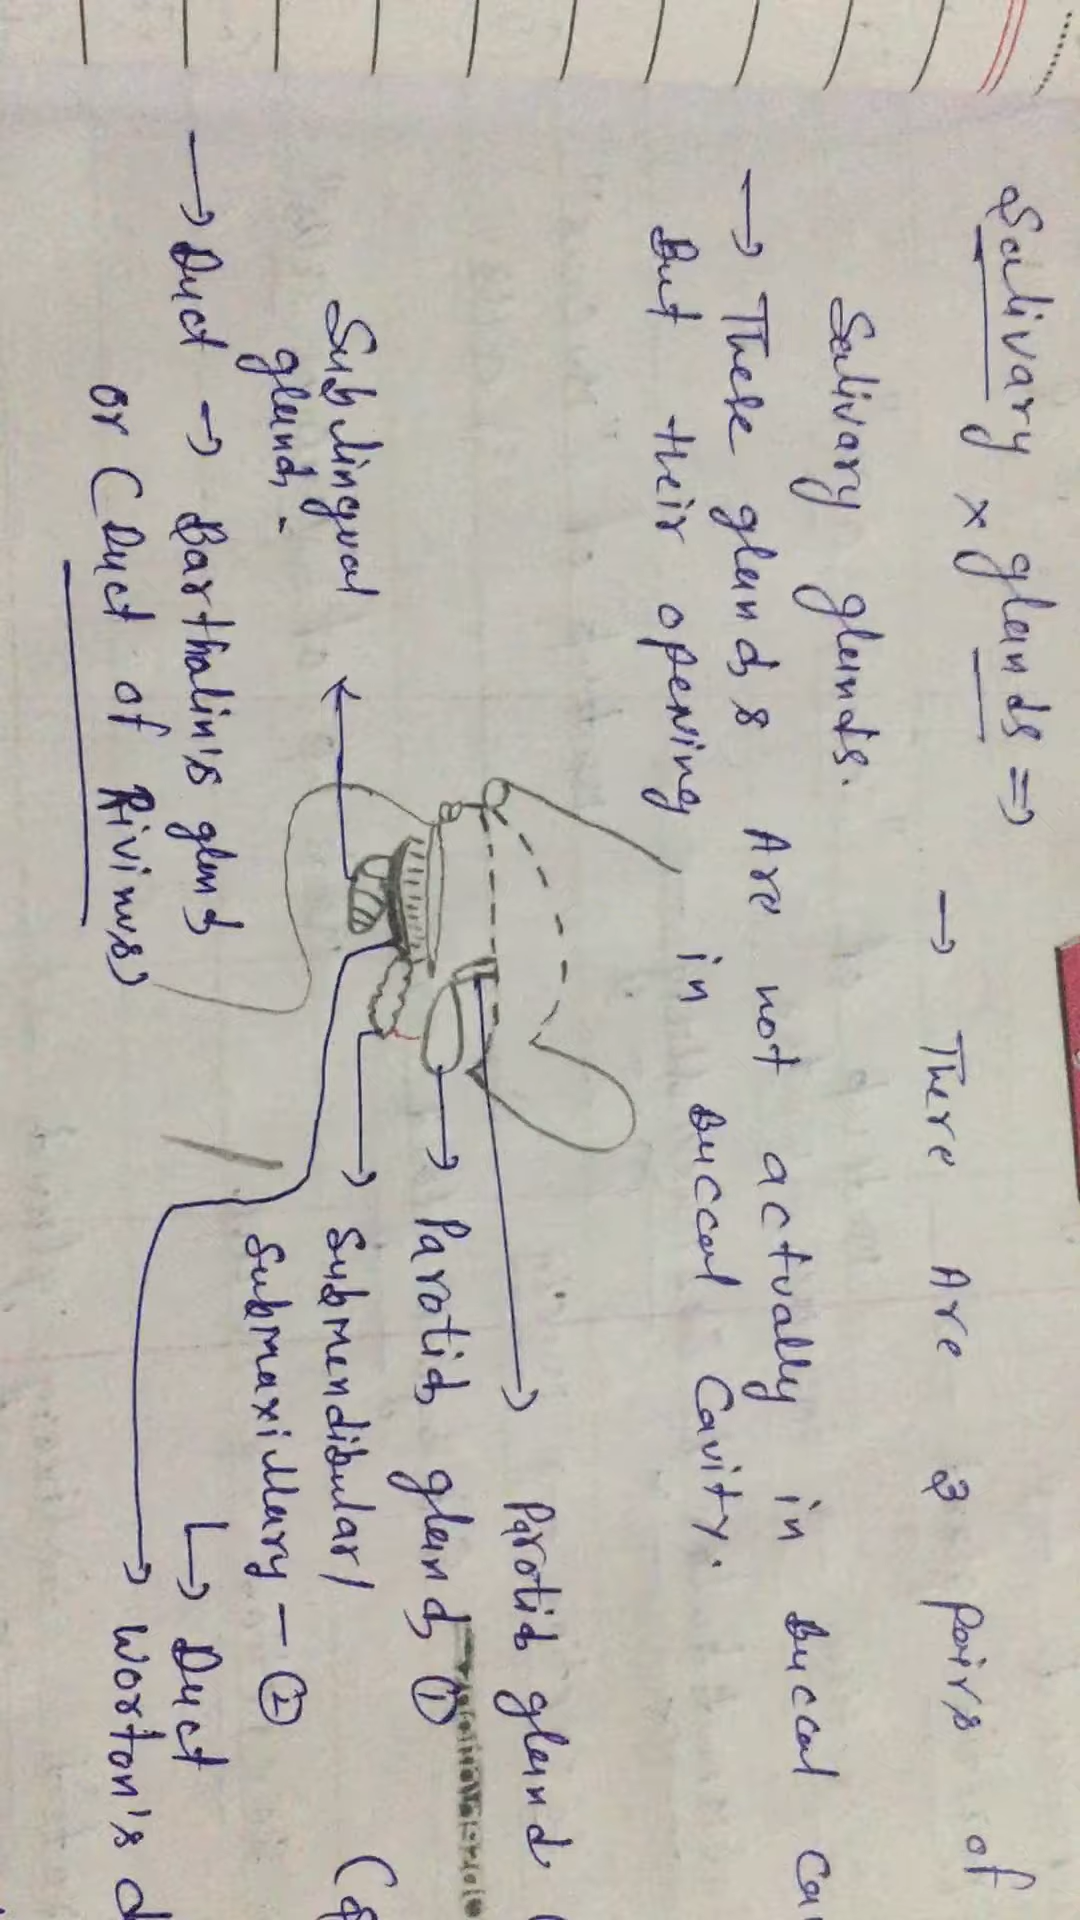 Salivary x glands ⇒ → There Are 3 pairs of
Salivary glands.
→ These glands Are not actually in Buccal
But their opening in Buccal Cavity.
Parotid gland
Parotid gland ①
Sublingual
gland -
Submendibular/
Submaxillary - ②
→ Duct → Barthalin's gland
↳ Duct
or (Duct of Rivinus)
→ Worton's